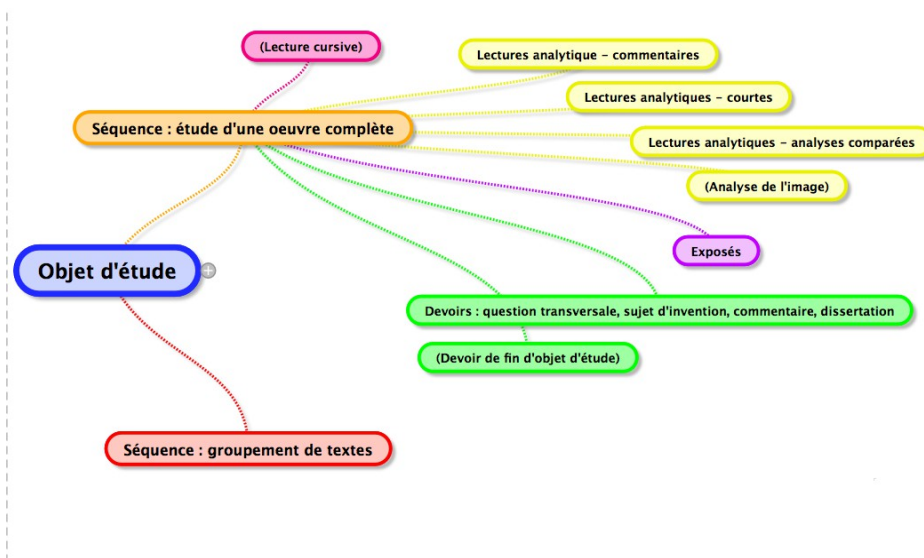 (Lecture cursive)
Lectures analytique – commentaires
Lectures analytiques – courtes
Séquence : étude d'une oeuvre complète
Lectures analytiques – analyses comparées
(Analyse de l'image)
Exposés
Objet d'étude
Devoirs : question transversale, sujet d'invention, commentaire, dissertation
(Devoir de fin d'objet d'étude)
Séquence : groupement de textes